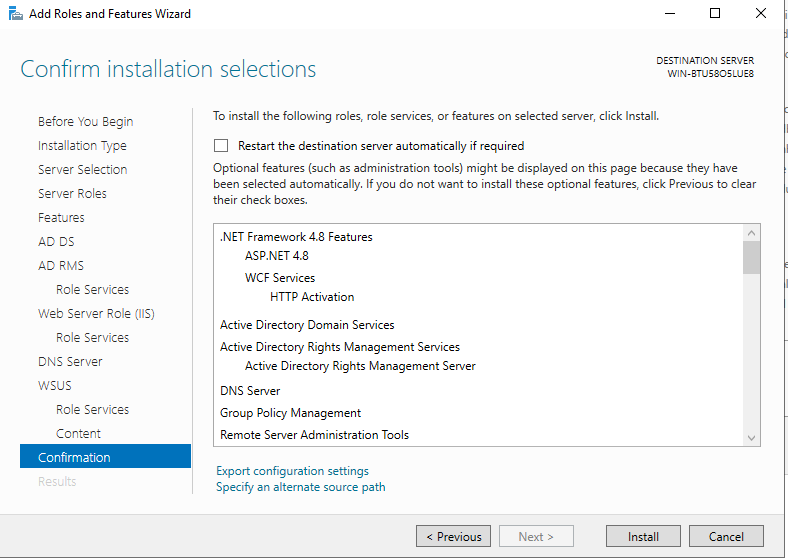 Add Roles and Features Wizard
Confirm installation selections
DESTINATION SERVER
WIN-BTU58O5LUE8
Before You Begin
Installation Type
Server Selection
Server Roles
Features
AD DS
AD RMS
Role Services
Web Server Role (IIS)
Role Services
DNS Server
WSUS
Role Services
Content
Confirmation
Results
To install the following roles, role services, or features on selected server, click Install.
Restart the destination server automatically if required
Optional features (such as administration tools) might be displayed on this page because they have
been selected automatically. If you do not want to install these optional features, click Previous to clear
their check boxes.
.NET Framework 4.8 Features
ASP.NET 4.8
WCF Services
HTTP Activation
Active Directory Domain Services
Active Directory Rights Management Services
Active Directory Rights Management Server
DNS Server
Group Policy Management
Remote Server Administration Tools
Export configuration settings
Specify an alternate source path
< Previous
Next >
Install
Cancel